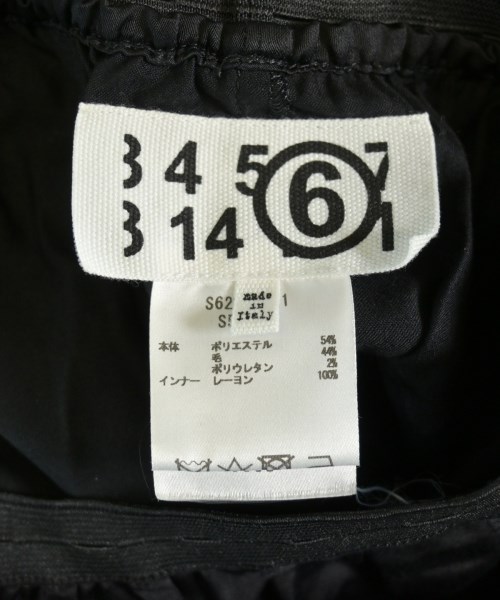 3 4 5 6 7
3 14 1
made
in
Italy
S62 1
S5
本体 ポリエステル 54%
毛 44%
ポリウレタン 2%
インナー レーヨン 100%